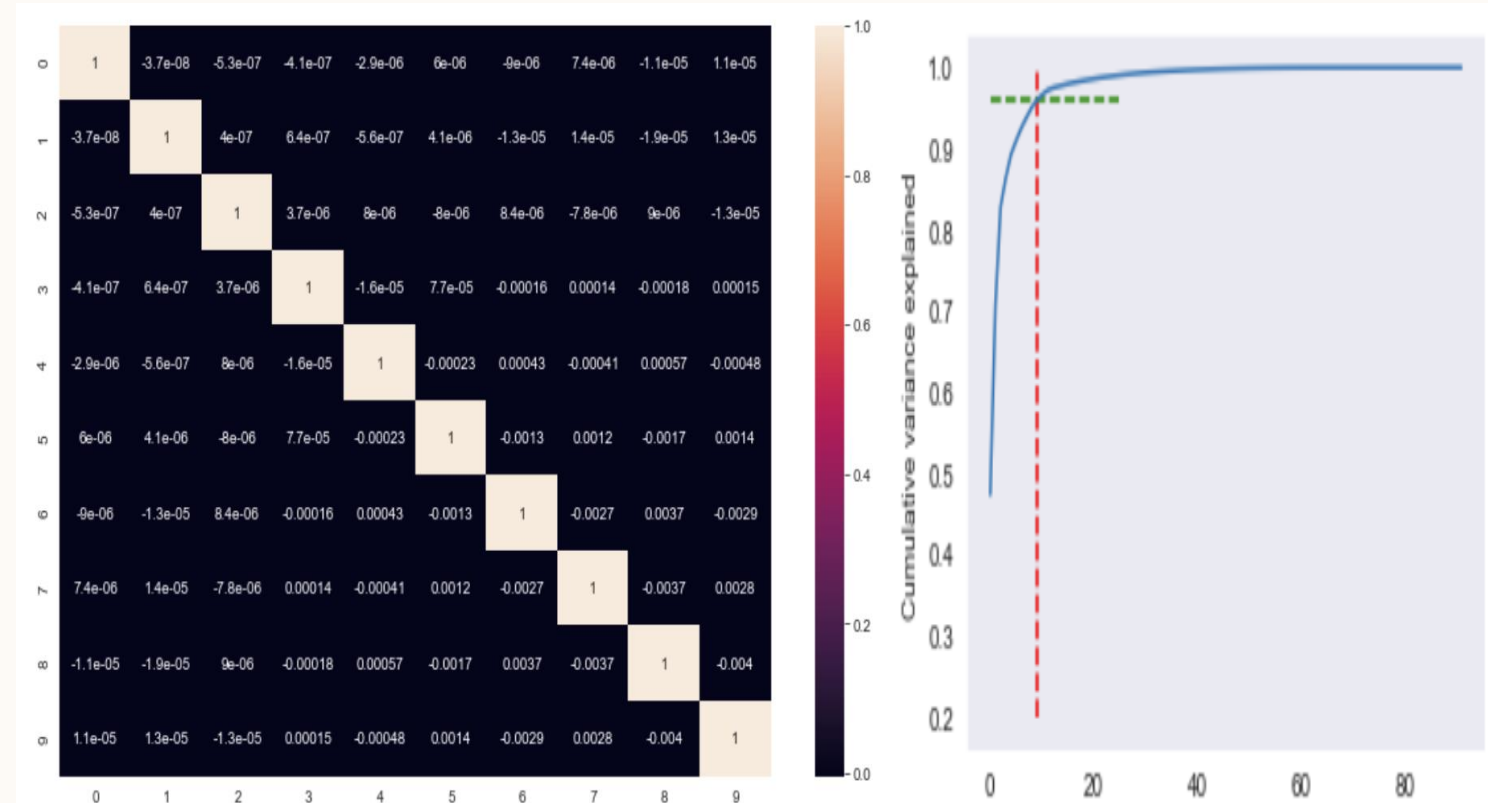 0 1 -3.7e-08 -5.3e-07 -4.1e-07 -2.9e-06 6e-06 -9e-06 7.4e-06 -1.1e-05 1.1e-05
1 -3.7e-08 1 4e-07 6.4e-07 -5.6e-07 4.1e-06 -1.3e-05 1.4e-05 -1.9e-05 1.3e-05
2 -5.3e-07 4e-07 1 3.7e-06 8e-06 -8e-06 8.4e-06 -7.8e-06 9e-06 -1.3e-05
3 -4.1e-07 6.4e-07 3.7e-06 1 -1.6e-05 7.7e-05 -0.00016 0.00014 -0.00018 0.00015
4 -2.9e-06 -5.6e-07 8e-06 -1.6e-05 1 -0.00023 0.00043 -0.00041 0.00057 -0.00048
5 6e-06 4.1e-06 -8e-06 7.7e-05 -0.00023 1 -0.0013 0.0012 -0.0017 0.0014
6 -9e-06 -1.3e-05 8.4e-06 -0.00016 0.00043 -0.0013 1 -0.0027 0.0037 -0.0029
7 7.4e-06 1.4e-05 -7.8e-06 0.00014 -0.00041 0.0012 -0.0027 1 -0.0037 0.0028
8 -1.1e-05 -1.9e-05 9e-06 -0.00018 0.00057 -0.0017 0.0037 -0.0037 1 -0.004
9 1.1e-05 1.3e-05 -1.3e-05 0.00015 -0.00048 0.0014 -0.0029 0.0028 -0.004 1
0 1 2 3 4 5 6 7 8 9
1.0
0.8
0.6
0.4
0.2
0.0
Cumulative variance explained
1.0
0.9
0.8
0.7
0.6
0.5
0.4
0.3
0.2
0 20 40 60 80